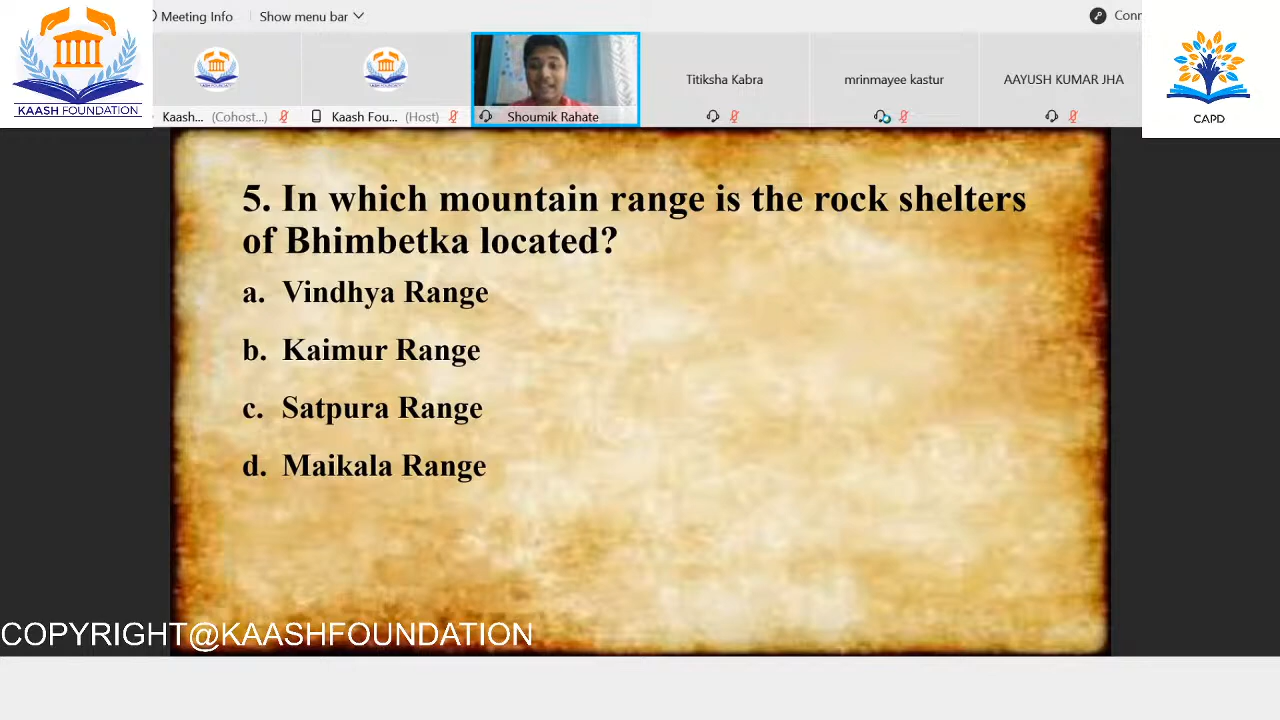 Meeting Info
Show menu bar
KAASH FOUNDATION
Kaash... (Cohost...)
Kaash Fou... (Host)
Shoumik Rahate
Titiksha Kabra
mrinmayee kastur
AAYUSH KUMAR JHA
Conn
CAPD
5. In which mountain range is the rock shelters
of Bhimbetka located?
a. Vindhya Range
b. Kaimur Range
c. Satpura Range
d. Maikala Range
COPYRIGHT@KAASHFOUNDATION